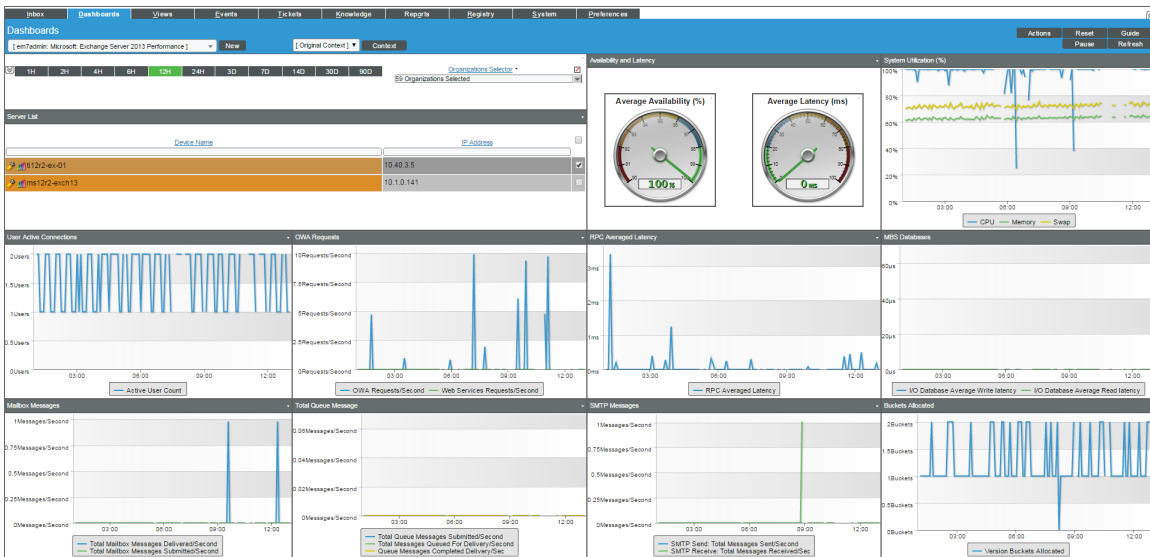 Inbox Dashboards Views Events Tickets Knowledge Reports Registry System Preferences
Dashboards
[ em7admin: Microsoft: Exchange Server 2013 Performance ] New [ Original Context ] Context
Actions Reset Guide
Pause Refresh
1H 2H 4H 6H 12H 24H 3D 7D 14D 30D 90D
Organizations Selector
59 Organizations Selected
Server List
Device Name IP Address
tl12r2-ex-01 10.40.3.5
ms12r2-exch13 10.1.0.141
Availability and Latency
Average Availability (%)
100 %
Average Latency (ms)
0 ms
System Utilization (%)
100%
80%
60%
40%
20%
0%
03:00 06:00 09:00 12:00
CPU Memory Swap
User Active Connections
2Users
1.5Users
1Users
0.5Users
0Users
03:00 06:00 09:00 12:00
Active User Count
OWA Requests
10Requests/Second
7.5Requests/Second
5Requests/Second
2.5Requests/Second
0Requests/Second
03:00 06:00 09:00 12:00
OWA Requests/Second Web Services Requests/Second
RPC Averaged Latency
3ms
2ms
1ms
0ms
03:00 06:00 09:00 12:00
RPC Averaged Latency
MBS Databases
60µs
40µs
20µs
0µs
03:00 06:00 09:00 12:00
I/O Database Average Write latency I/O Database Average Read latency
Mailbox Messages
1Messages/Second
0.75Messages/Second
0.5Messages/Second
0.25Messages/Second
0Messages/Second
03:00 06:00 09:00 12:00
Total Mailbox Messages Delivered/Second
Total Mailbox Messages Submitted/Second
Total Queue Message
0.06Messages/Second
0.04Messages/Second
0.02Messages/Second
0Messages/Second
03:00 06:00 09:00 12:00
Total Queue Messages Submitted/Second
Total Messages Queued For Delivery/Second
Queue Messages Completed Delivery/Sec
SMTP Messages
1Messages/Second
0.75Messages/Second
0.5Messages/Second
0.25Messages/Second
0Messages/Second
03:00 06:00 09:00 12:00
SMTP Send: Total Messages Sent/Second
SMTP Receive: Total Messages Received/Sec
Buckets Allocated
2Buckets
1.5Buckets
1Buckets
0.5Buckets
0Buckets
03:00 06:00 09:00 12:00
Version Buckets Allocated